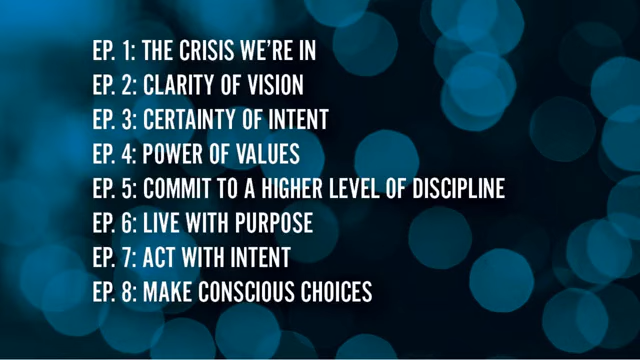 EP. 1: THE CRISIS WE'RE IN
EP. 2: CLARITY OF VISION
EP. 3: CERTAINTY OF INTENT
EP. 4: POWER OF VALUES
EP. 5: COMMIT TO A HIGHER LEVEL OF DISCIPLINE
EP. 6: LIVE WITH PURPOSE
EP. 7: ACT WITH INTENT
EP. 8: MAKE CONSCIOUS CHOICES